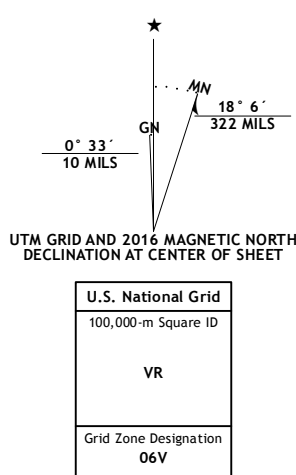 MN
GN
18° 6´
322 MILS
0° 33´
10 MILS
UTM GRID AND 2016 MAGNETIC NORTH
DECLINATION AT CENTER OF SHEET
U.S. National Grid
100,000-m Square ID
VR
Grid Zone Designation
06V